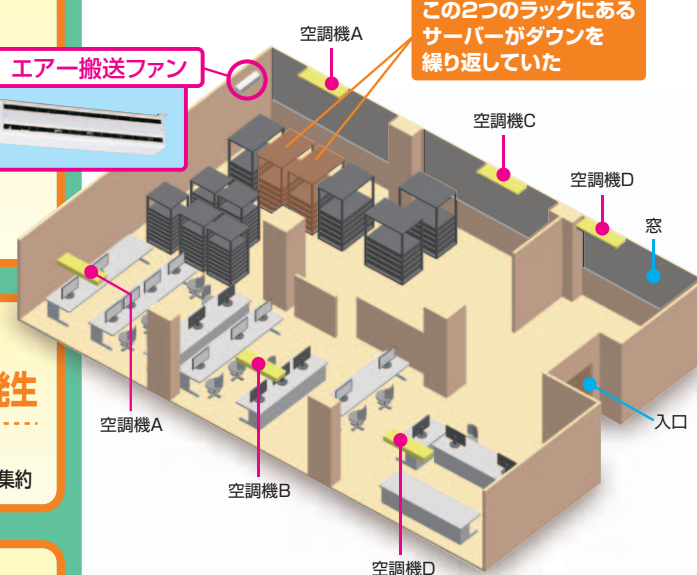 この2つのラックにある
サーバーがダウンを
繰り返していた
空調機A
エアー搬送ファン
空調機C
空調機D
窓
発生
空調機A
入口
集約
空調機B
空調機D